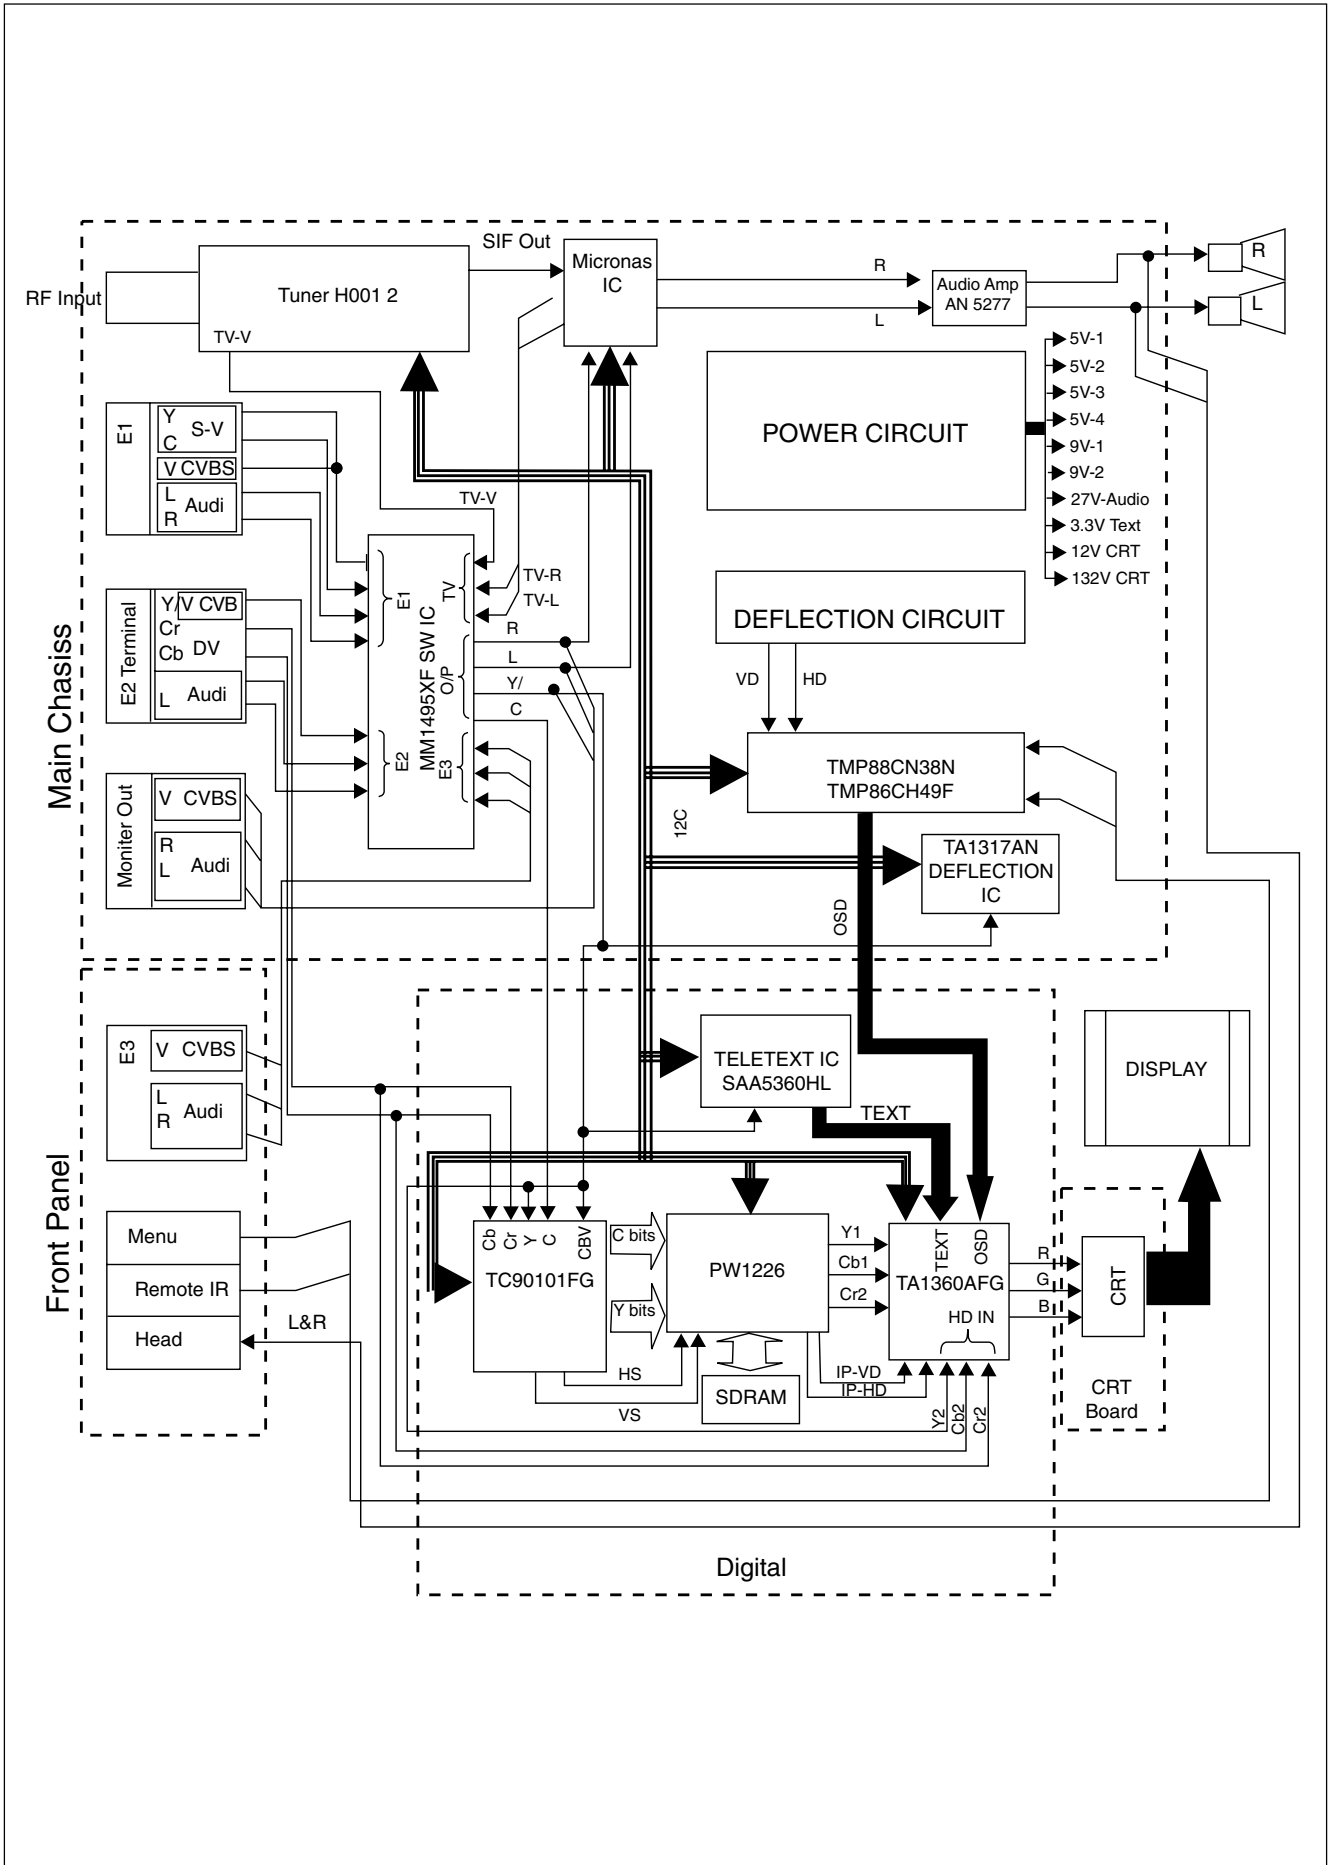 Main Chasiss
RF Input
Tuner H001 2
TV-V
SIF Out
Micronas
IC
R
L
Audio Amp
AN 5277
R
L
E1
Y
C
S-V
V CVBS
L
R
Audi
POWER CIRCUIT
5V-1
5V-2
5V-3
5V-4
9V-1
9V-2
27V-Audio
3.3V Text
12V CRT
132V CRT
TV-V
TV-R
TV-L
E2 Terminal
Y/V CVB
Cr
Cb DV
L
Audi
MM1495XF SW IC
E1
TV
O/P
E2
E3
R
L
Y/
C
DEFLECTION CIRCUIT
VD
HD
TMP88CN38N
TMP86CH49F
Moniter Out
V CVBS
R
L
Audi
12C
OSD
TA1317AN
DEFLECTION
IC
Front Panel
E3
V CVBS
L
R
Audi
Menu
Remote IR
Head
L&R
TELETEXT IC
SAA5360HL
TEXT
DISPLAY
Cb
Cr
Y
C
CBV
TC90101FG
C bits
Y bits
PW1226
Y1
Cb1
Cr2
TEXT
OSD
TA1360AFG
HD IN
R
G
B
CRT
CRT
Board
HS
VS
SDRAM
IP-VD
IP-HD
Y2
Cb2
Cr2
Digital